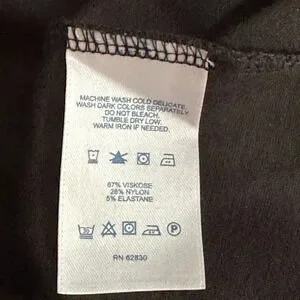 MACHINE WASH COLD DELICATE.
WASH DARK COLORS SEPARATELY.
DO NOT BLEACH.
TUMBLE DRY LOW.
WARM IRON IF NEEDED.
67% VISKOSE
28% NYLON
5% ELASTANE
RN 62830